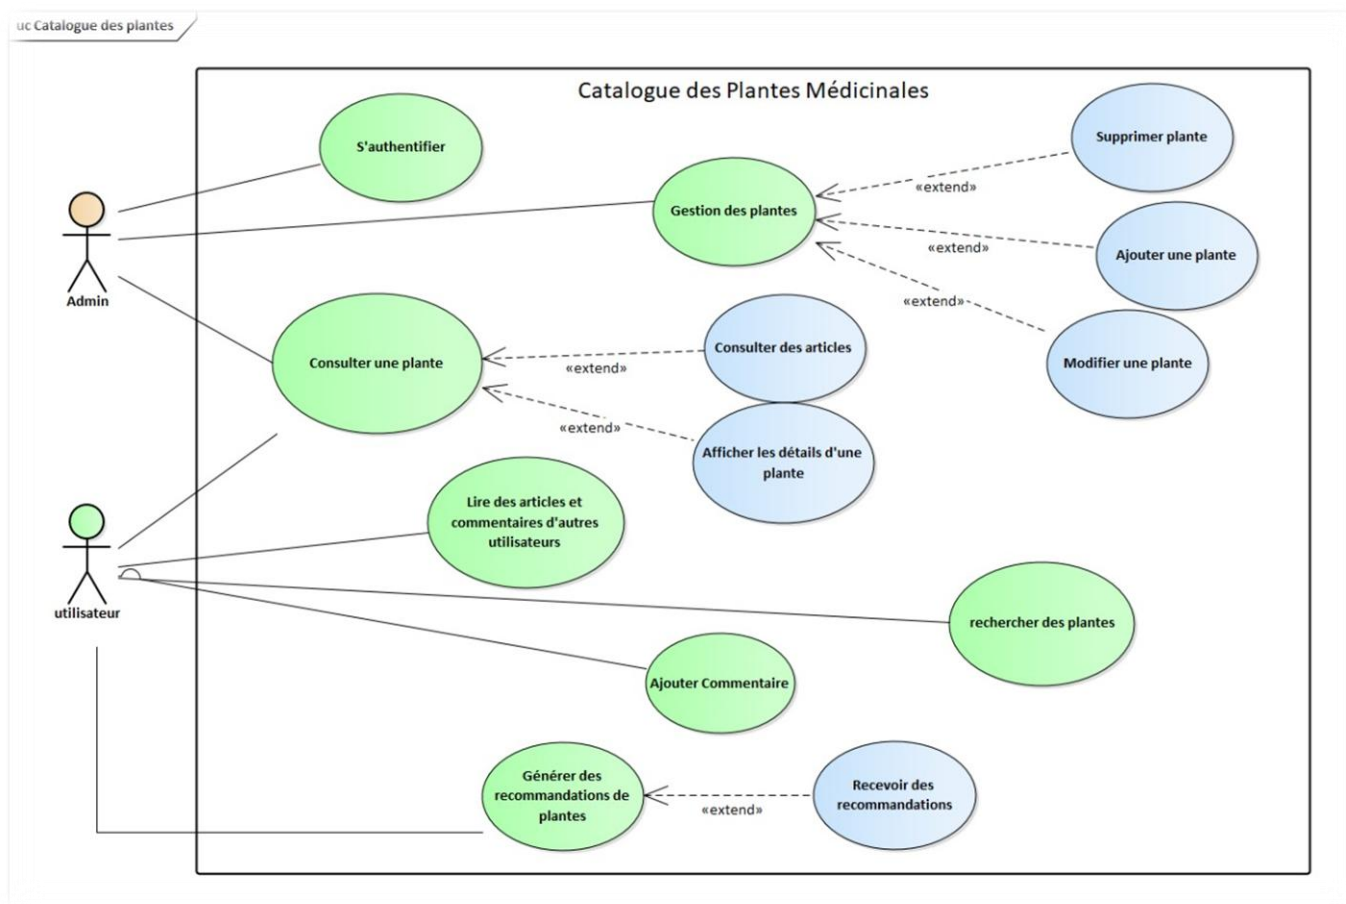 uc Catalogue des plantes
Catalogue des Plantes Médicinales
S'authentifier
Supprimer plante
«extend»
Gestion des plantes
«extend»
Ajouter une plante
«extend»
Admin
Consulter une plante
Consulter des articles
«extend»
Modifier une plante
«extend»
Afficher les détails d'une
plante
Lire des articles et
commentaires d'autres
utilisateurs
utilisateur
rechercher des plantes
Ajouter Commentaire
Générer des
recommandations de
plantes
«extend»
Recevoir des
recommandations